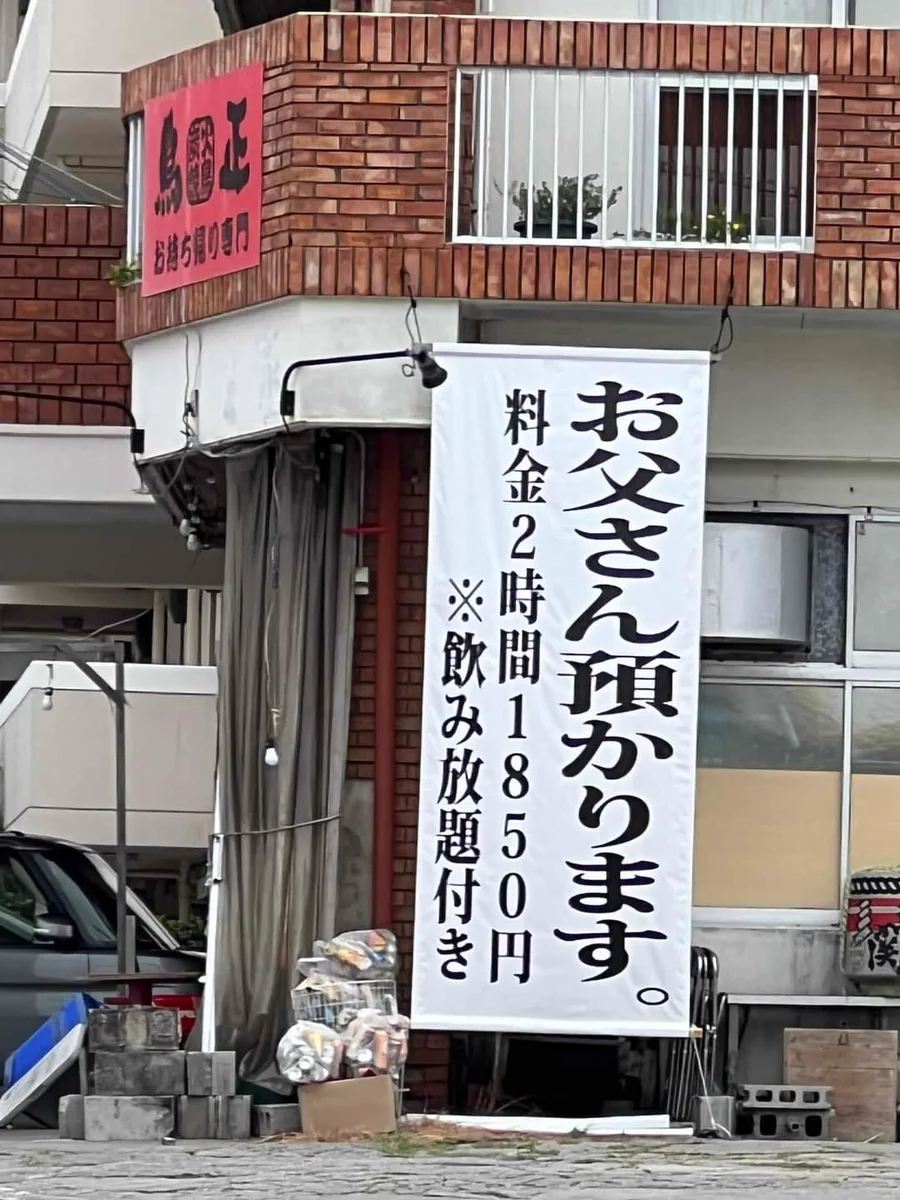 鳥正
お持ち帰り専門
お父さん預かります。
料金2時間1850円
※飲み放題付き